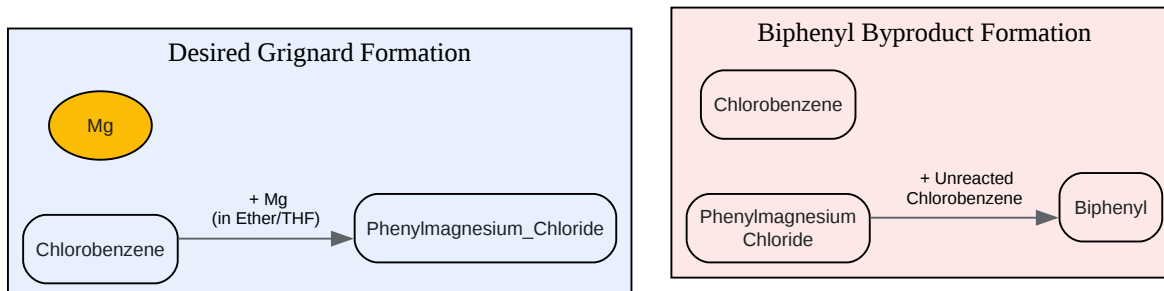 Desired Grignard Formation
Mg
Chlorobenzene
+ Mg
(in Ether/THF)
Phenylmagnesium_Chloride
Biphenyl Byproduct Formation
Chlorobenzene
Phenylmagnesium
Chloride
+ Unreacted
Chlorobenzene
Biphenyl